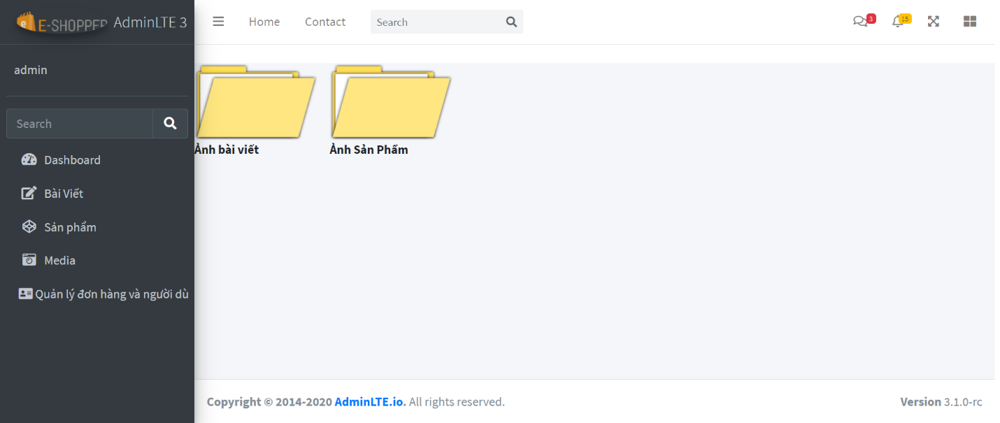 E-SHOPPER AdminLTE 3
Home Contact Search 3 15
admin
Search
Dashboard
Bài Viết
Sản phẩm
Media
Quản lý đơn hàng và người dù
Ảnh bài viết Ảnh Sản Phẩm
Copyright © 2014-2020 AdminLTE.io. All rights reserved. Version 3.1.0-rc